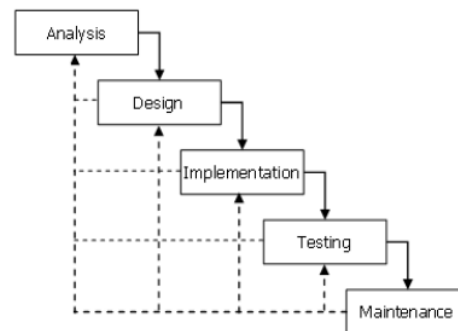 Analysis
Design
Implementation
Testing
Maintenance